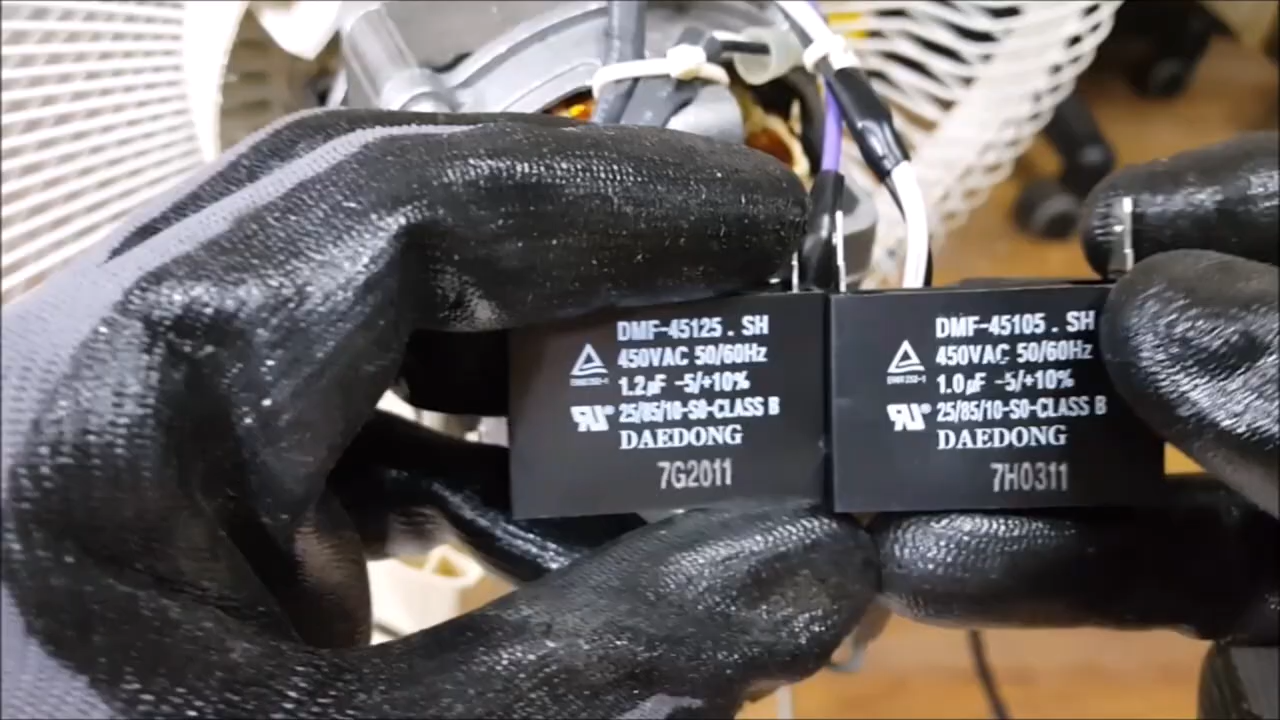 DMF-45125 . SH
450VAC 50/60Hz
1.2µF -5/+10%
25/85/10-S0-CLASS B
DAEDONG
7G2011
DMF-45105 . SH
450VAC 50/60Hz
1.0µF -5/+10%
25/85/10-S0-CLASS B
DAEDONG
7H0311